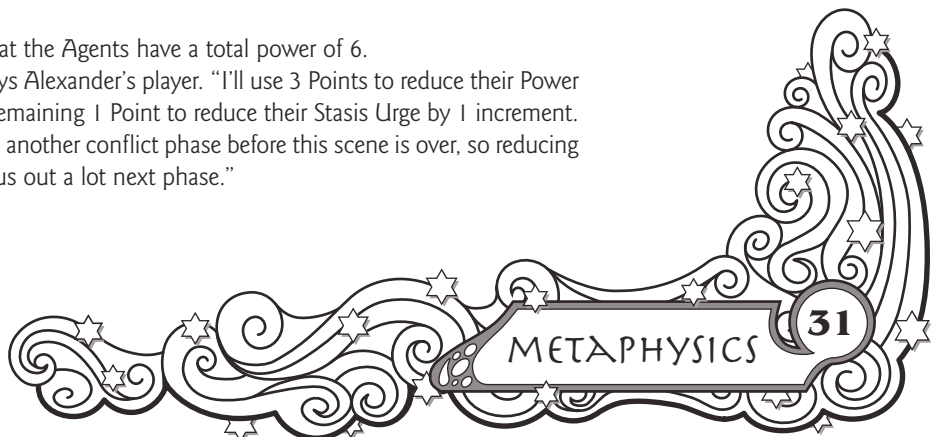 at the Agents have a total power of 6.
ys Alexander’s player. “I’ll use 3 Points to reduce their Power
emaining 1 Point to reduce their Stasis Urge by 1 increment.
another conflict phase before this scene is over, so reducing
us out a lot next phase.”
METAPHYSICS
31